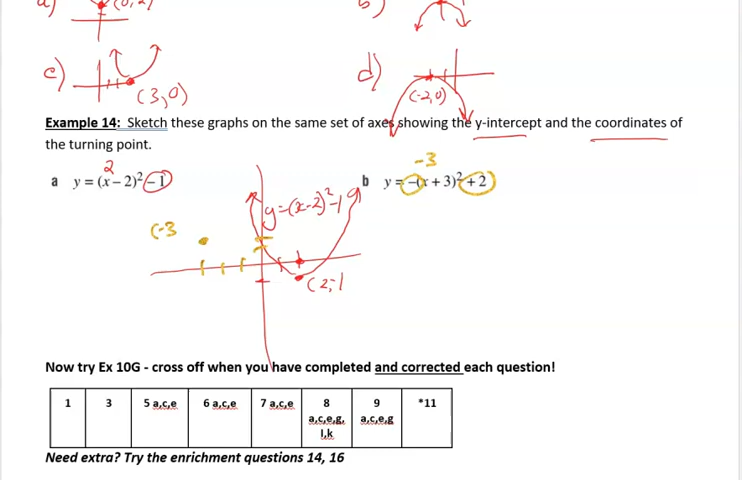 a) (0,2)
b)
c) (3,0)
d) (-2,0)
Example 14: Sketch these graphs on the same set of axes showing the y-intercept and the coordinates of
the turning point.
2
-3
a y = (x – 2)² – 1
b y = –(x + 3)² + 2
y=(x-2)²-1
(-3
(2,-1
Now try Ex 10G - cross off when you have completed and corrected each question!
1 3 5 a,c,e 6 a,c,e 7 a,c,e 8 9 *11
a,c,e,g, a,c,e,g
I,k
Need extra? Try the enrichment questions 14, 16